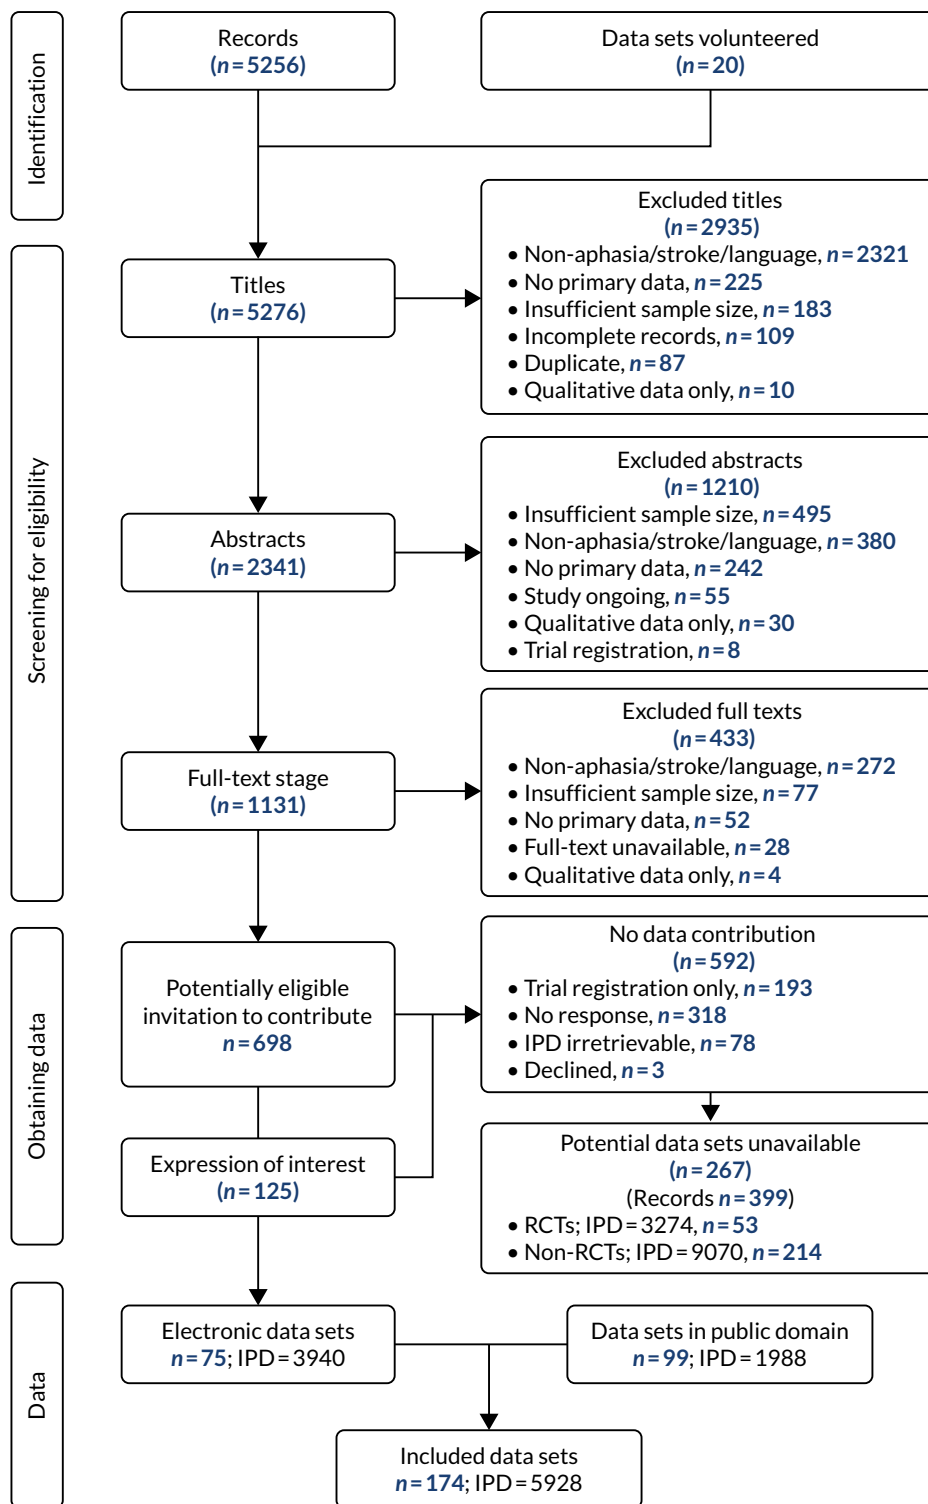 Identification
Records
(n=5256)
Data sets volunteered
(n=20)
Screening for eligibility
Titles
(n=5276)
Excluded titles
(n=2935)
• Non-aphasia/stroke/language, n=2321
• No primary data, n=225
• Insufficient sample size, n=183
• Incomplete records, n=109
• Duplicate, n=87
• Qualitative data only, n=10
Abstracts
(n=2341)
Excluded abstracts
(n=1210)
• Insufficient sample size, n=495
• Non-aphasia/stroke/language, n=380
• No primary data, n=242
• Study ongoing, n=55
• Qualitative data only, n=30
• Trial registration, n=8
Full-text stage
(n=1131)
Excluded full texts
(n=433)
• Non-aphasia/stroke/language, n=272
• Insufficient sample size, n=77
• No primary data, n=52
• Full-text unavailable, n=28
• Qualitative data only, n=4
Obtaining data
Potentially eligible
invitation to contribute
n=698
No data contribution
(n=592)
• Trial registration only, n=193
• No response, n=318
• IPD irretrievable, n=78
• Declined, n=3
Expression of interest
(n=125)
Potential data sets unavailable
(n=267)
(Records n=399)
• RCTs; IPD=3274, n=53
• Non-RCTs; IPD=9070, n=214
Data
Electronic data sets
n=75; IPD=3940
Data sets in public domain
n=99; IPD=1988
Included data sets
n=174; IPD=5928